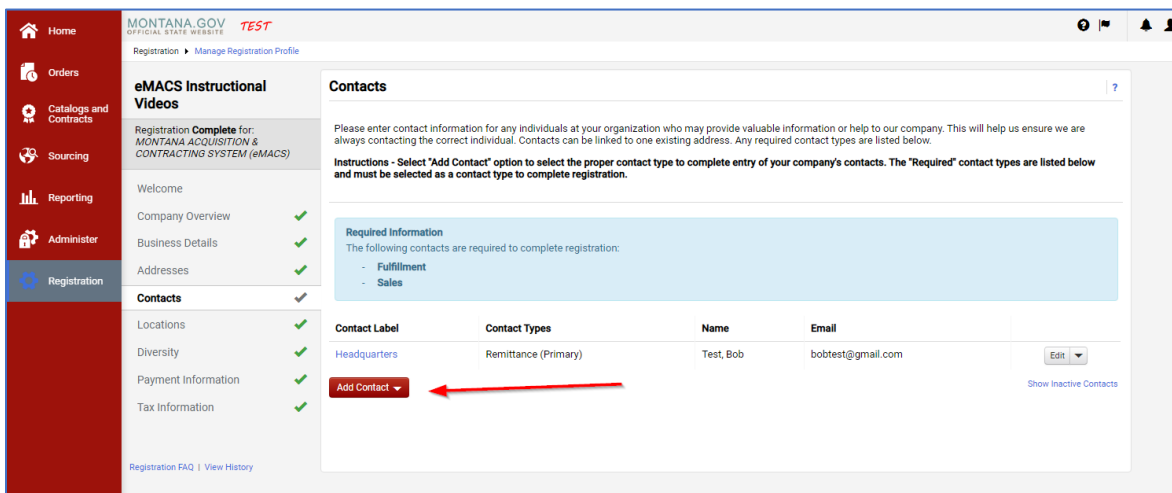 Home
Orders
Catalogs and
Contracts
Sourcing
Reporting
Administer
Registration
MONTANA.GOV
OFFICIAL STATE WEBSITE
TEST
Registration Manage Registration Profile
eMACS Instructional
Videos
Registration Complete for:
MONTANA ACQUISITION &
CONTRACTING SYSTEM (eMACS)
Welcome
Company Overview
Business Details
Addresses
Contacts
Locations
Diversity
Payment Information
Tax Information
Registration FAQ | View History
Contacts
?
Please enter contact information for any individuals at your organization who may provide valuable information or help to our company. This will help us ensure we are
always contacting the correct individual. Contacts can be linked to one existing address. Any required contact types are listed below.
Instructions - Select "Add Contact" option to select the proper contact type to complete entry of your company's contacts. The "Required" contact types are listed below
and must be selected as a contact type to complete registration.
Required Information
The following contacts are required to complete registration:
- Fulfillment
- Sales
Contact Label Contact Types Name Email
Headquarters Remittance (Primary) Test, Bob bobtest@gmail.com Edit
Add Contact
Show Inactive Contacts